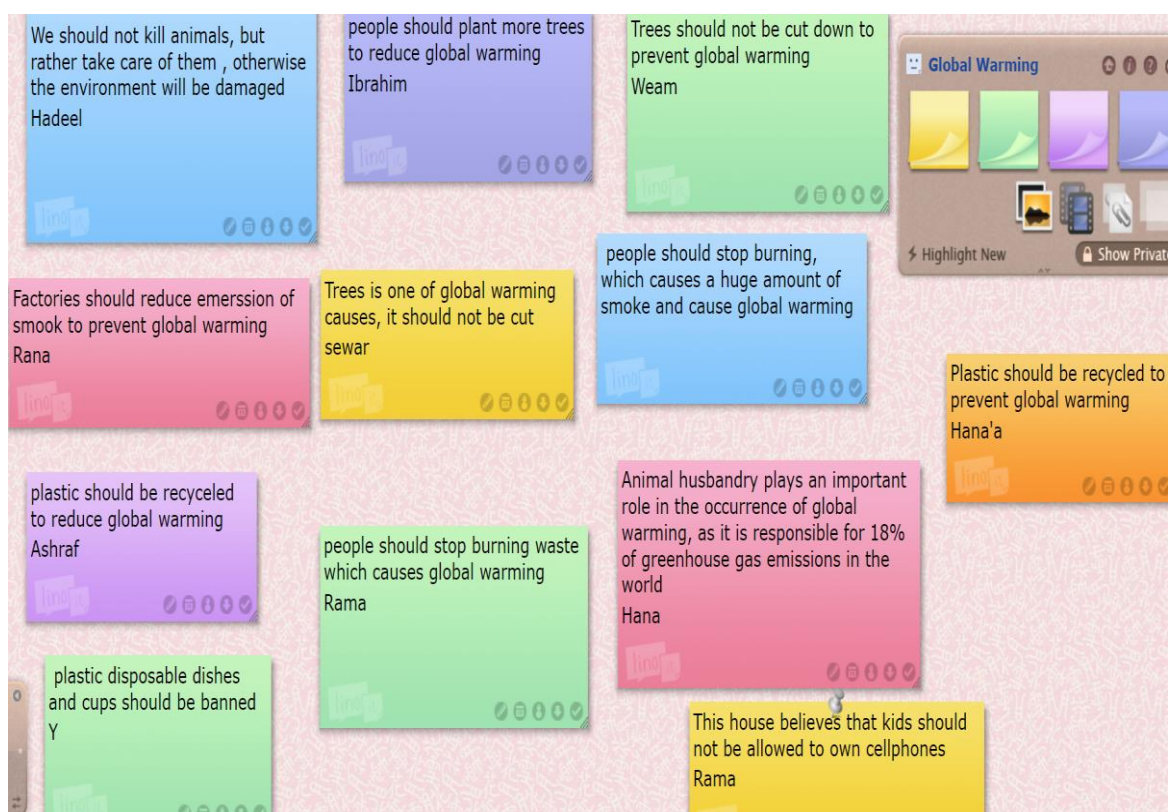 We should not kill animals, but
rather take care of them , otherwise
the environment will be damaged
Hadeel
people should plant more trees
to reduce global warming
Ibrahim
Trees should not be cut down to
prevent global warming
Weam
Global Warming
Highlight New
Show Private
Factories should reduce emerssion of
smook to prevent global warming
Rana
Trees is one of global warming
causes, it should not be cut
sewar
people should stop burning,
which causes a huge amount of
smoke and cause global warming
Plastic should be recycled to
prevent global warming
Hana'a
plastic should be recyceled
to reduce global warming
Ashraf
people should stop burning waste
which causes global warming
Rama
Animal husbandry plays an important
role in the occurrence of global
warming, as it is responsible for 18%
of greenhouse gas emissions in the
world
Hana
plastic disposable dishes
and cups should be banned
Y
This house believes that kids should
not be allowed to own cellphones
Rama